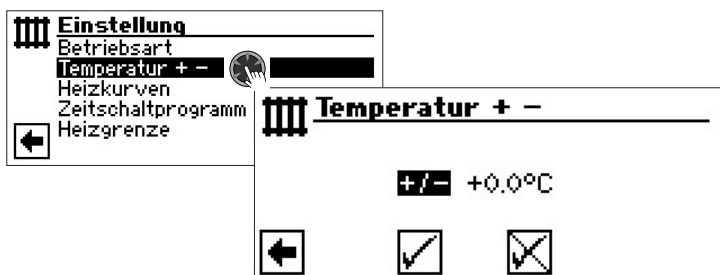 Einstellung
Betriebsart
Temperatur + -
Heizkurven
Zeitschaltprogramm
Heizgrenze
Temperatur + -
+/- +0.0°C